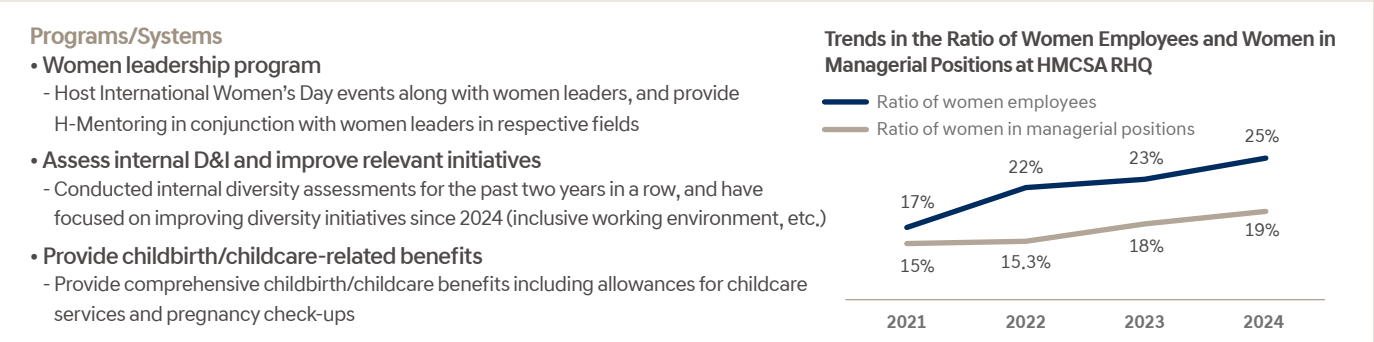 Programs/Systems
• Women leadership program
- Host International Women's Day events along with women leaders, and provide
H-Mentoring in conjunction with women leaders in respective fields
• Assess internal D&I and improve relevant initiatives
- Conducted internal diversity assessments for the past two years in a row, and have
focused on improving diversity initiatives since 2024 (inclusive working environment, etc.)
• Provide childbirth/childcare-related benefits
- Provide comprehensive childbirth/childcare benefits including allowances for childcare
services and pregnancy check-ups
Trends in the Ratio of Women Employees and Women in
Managerial Positions at HMCSA RHQ
Ratio of women employees
Ratio of women in managerial positions
17%
22%
23%
25%
15%
15.3%
18%
19%
2021
2022
2023
2024